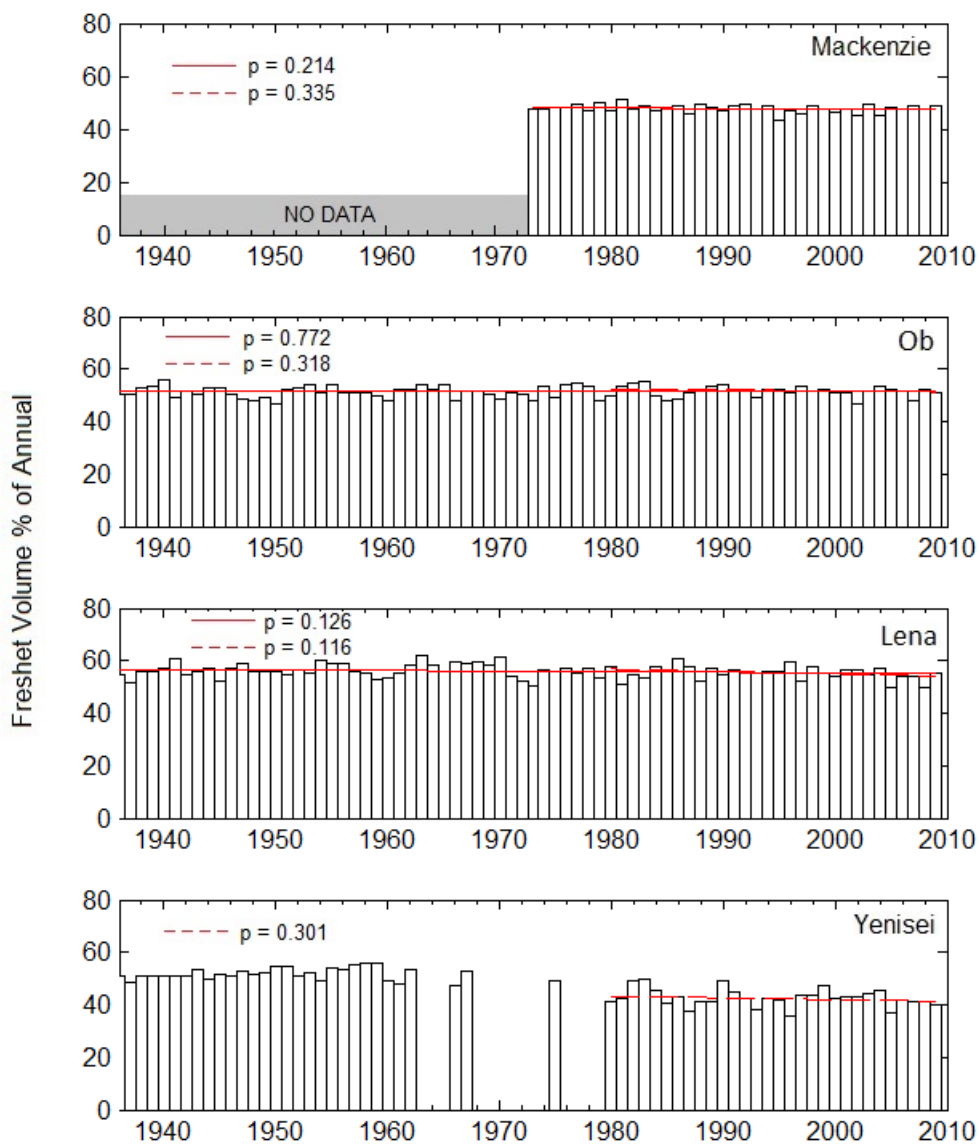 Freshet Volume % of Annual
80
60
40
20
0
Mackenzie
p = 0.214
p = 0.335
NO DATA
1940 1950 1960 1970 1980 1990 2000 2010
80
60
40
20
0
Ob
p = 0.772
p = 0.318
1940 1950 1960 1970 1980 1990 2000 2010
80
60
40
20
0
Lena
p = 0.126
p = 0.116
1940 1950 1960 1970 1980 1990 2000 2010
80
60
40
20
0
Yenisei
p = 0.301
1940 1950 1960 1970 1980 1990 2000 2010